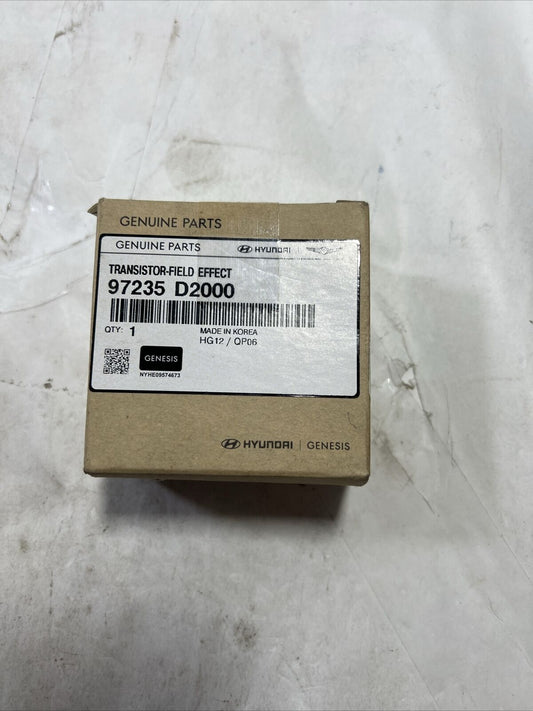 GENUINE PARTS
GENUINE PARTS HYUNDAI
TRANSISTOR-FIELD EFFECT
97235 D2000
QTY: 1 MADE IN KOREA
HG12 / QP06
GENESIS
NYHE09574673
HYUNDAI | GENESIS